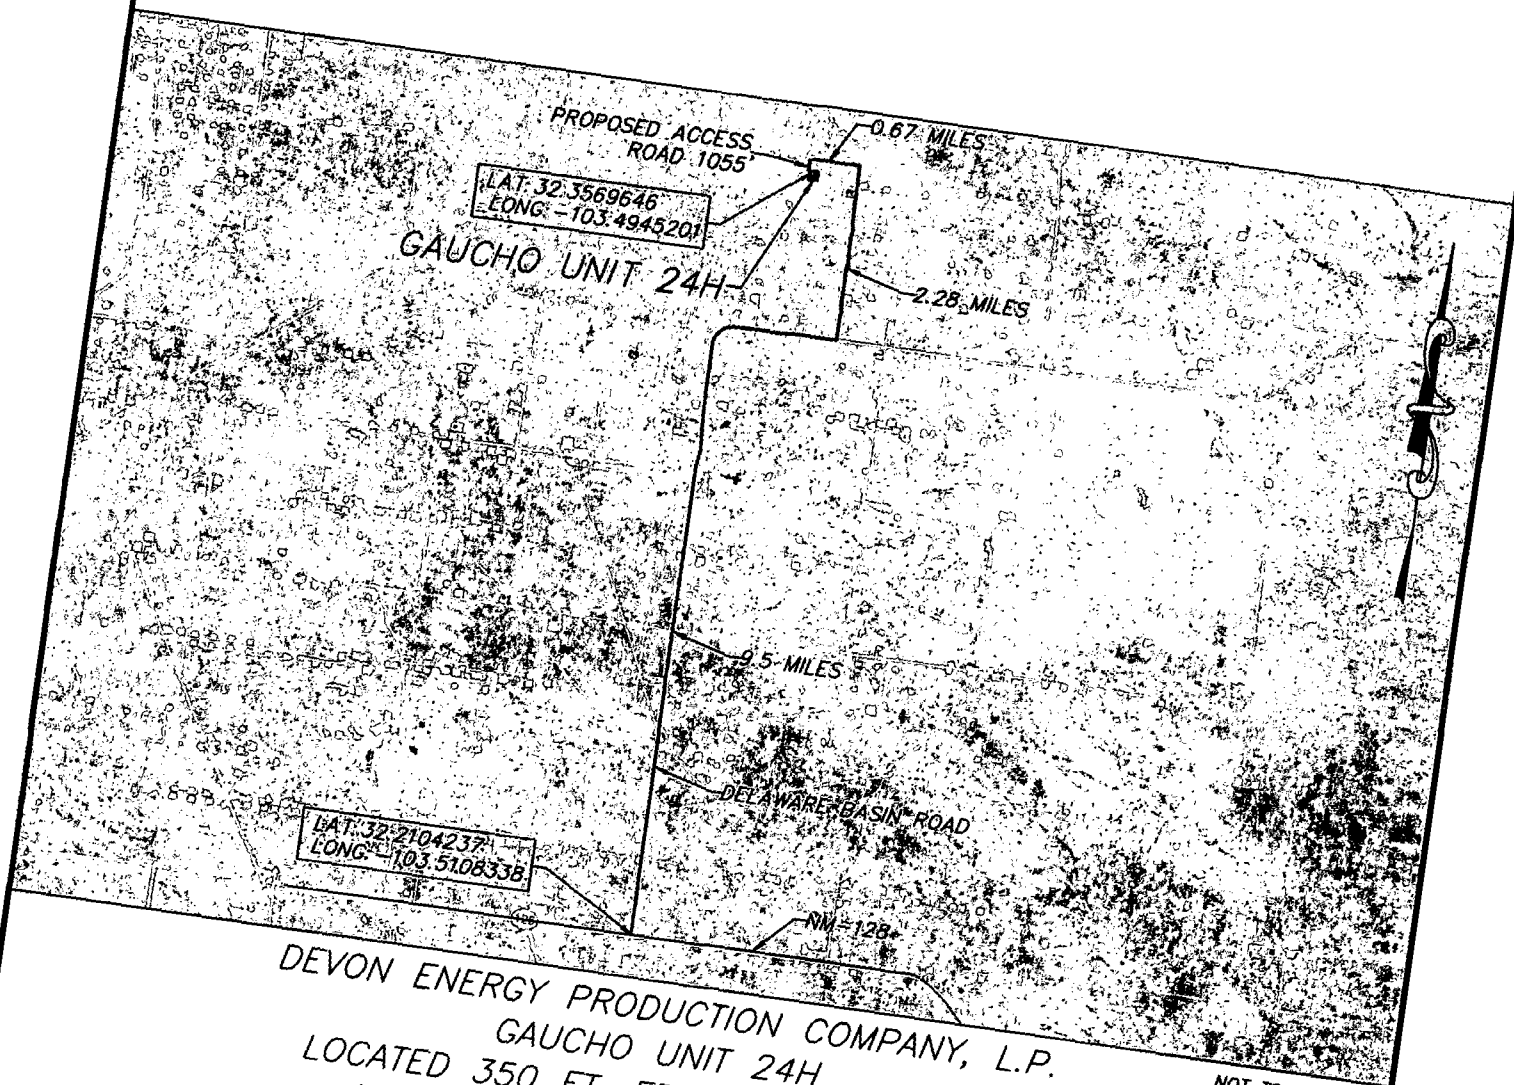 PROPOSED ACCESS
ROAD 1055'
0.67 MILES
LAT: 32.3569646
LONG: -103.4945201
GAUCHO UNIT 24H
2.28 MILES
9.5 MILES
DELAWARE BASIN ROAD
LAT: 32.2104237
LONG: -103.5108338
NM-128
DEVON ENERGY PRODUCTION COMPANY, L.P.
GAUCHO UNIT 24H
LOCATED 350 FT.
NOT